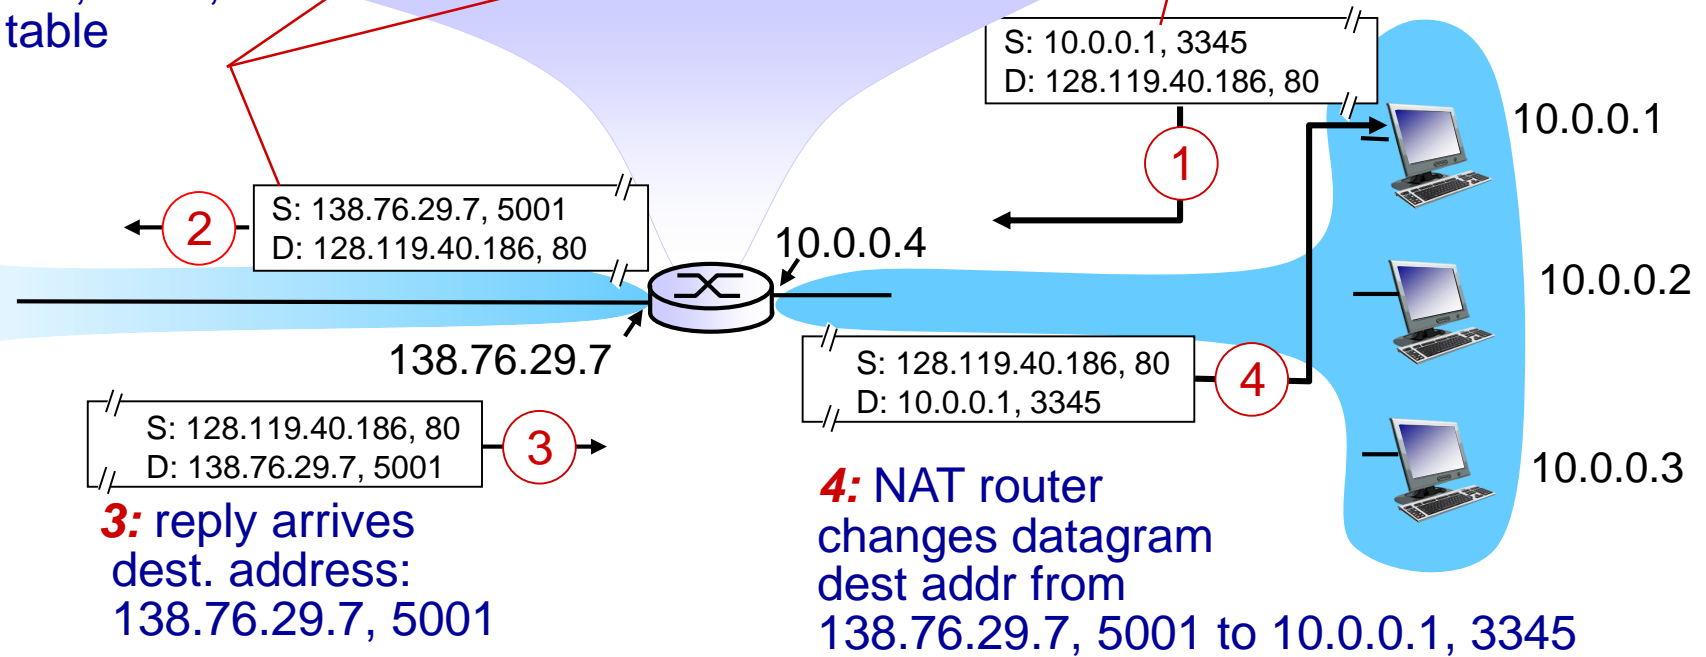 table
S: 10.0.0.1, 3345
D: 128.119.40.186, 80
10.0.0.1
1
2
S: 138.76.29.7, 5001
D: 128.119.40.186, 80
10.0.0.4
10.0.0.2
138.76.29.7
S: 128.119.40.186, 80
D: 10.0.0.1, 3345
4
S: 128.119.40.186, 80
D: 138.76.29.7, 5001
3
10.0.0.3
3: reply arrives
dest. address:
138.76.29.7, 5001
4: NAT router
changes datagram
dest addr from
138.76.29.7, 5001 to 10.0.0.1, 3345